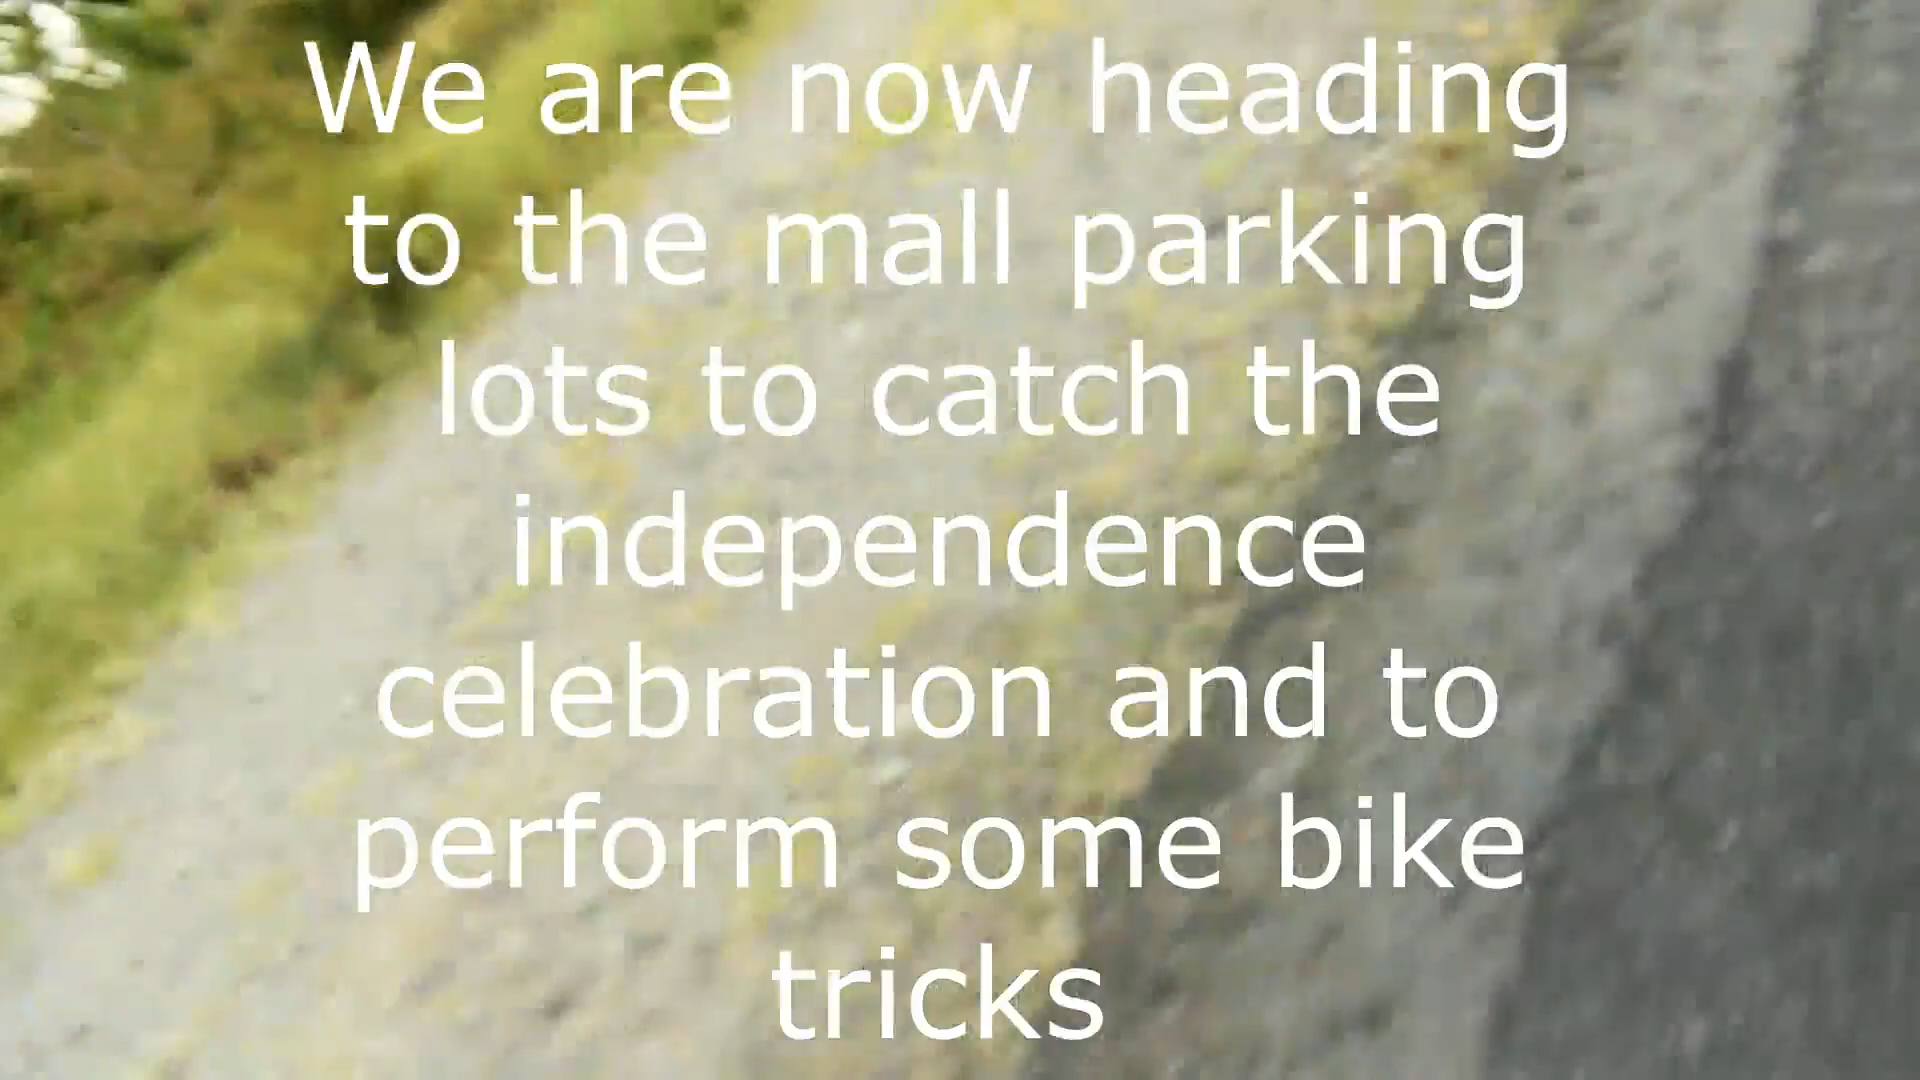 We are now heading
to the mall parking
lots to catch the
independence
celebration and to
perform some bike
tricks